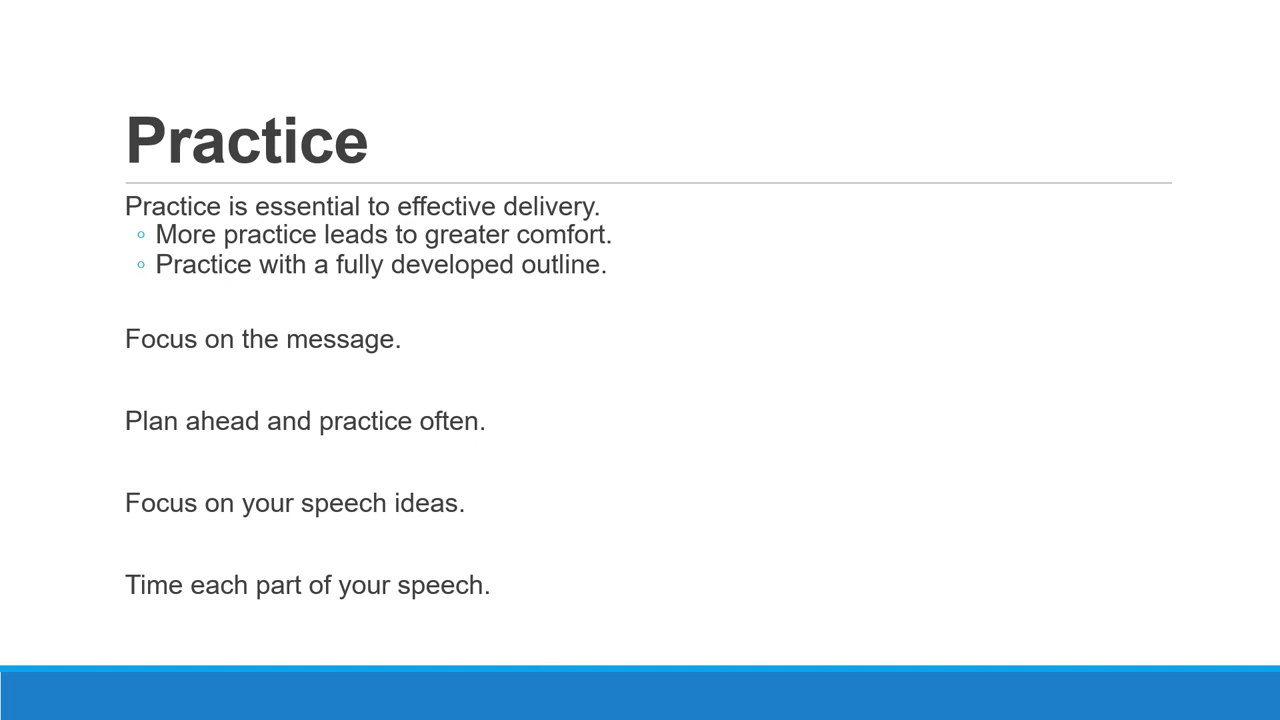 Practice
Practice is essential to effective delivery.
◦ More practice leads to greater comfort.
◦ Practice with a fully developed outline.
Focus on the message.
Plan ahead and practice often.
Focus on your speech ideas.
Time each part of your speech.